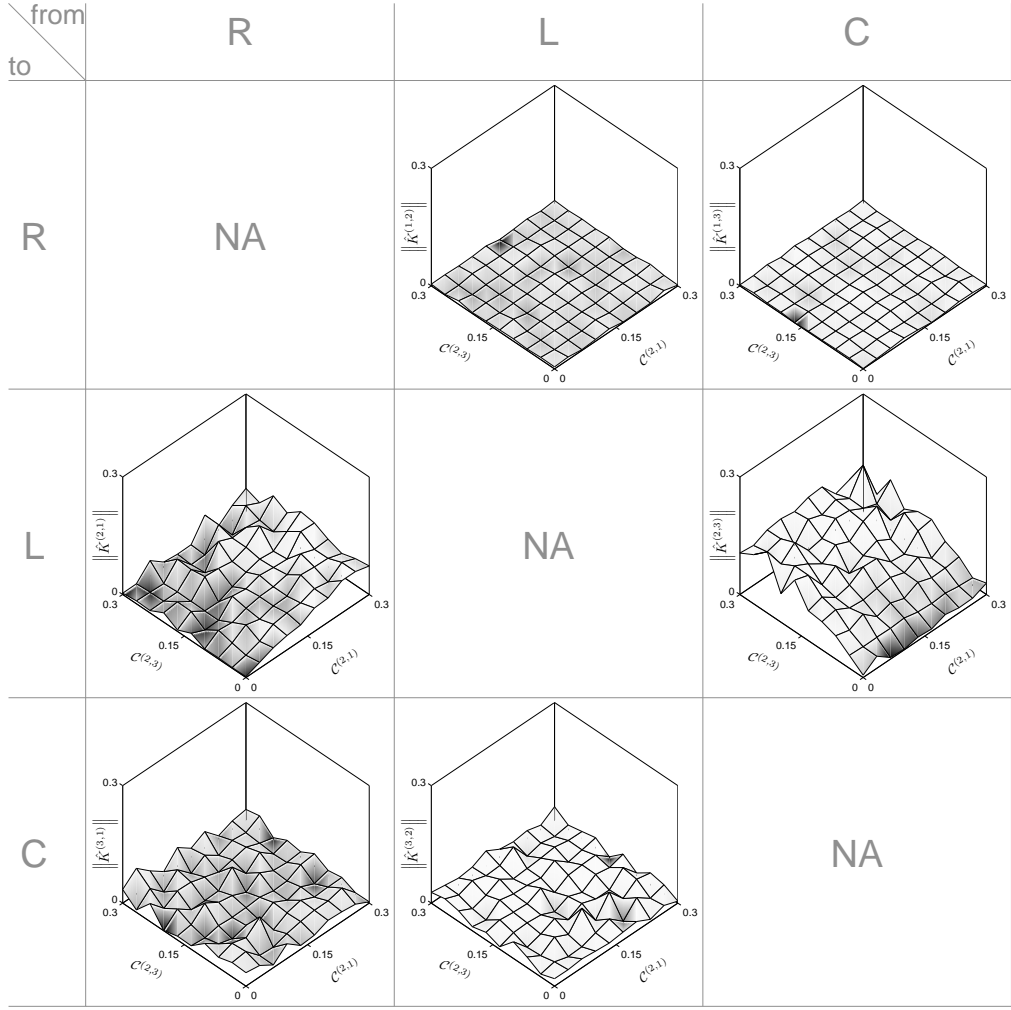 from
to
R
L
C
R
NA
0.3
0
0.3
0.15
0 0
0.15
0.3
‖K̂^(1,2)‖
C^(2,3)
C^(2,1)
0.3
0
0.3
0.15
0 0
0.15
0.3
‖K̂^(1,3)‖
C^(2,3)
C^(2,1)
L
0.3
0
0.3
0.15
0 0
0.15
0.3
‖K̂^(2,1)‖
C^(2,3)
C^(2,1)
NA
0.3
0
0.3
0.15
0 0
0.15
0.3
‖K̂^(2,3)‖
C^(2,3)
C^(2,1)
C
0.3
0
0.3
0.15
0 0
0.15
0.3
‖K̂^(3,1)‖
C^(2,3)
C^(2,1)
0.3
0
0.3
0.15
0 0
0.15
0.3
‖K̂^(3,2)‖
C^(2,3)
C^(2,1)
NA